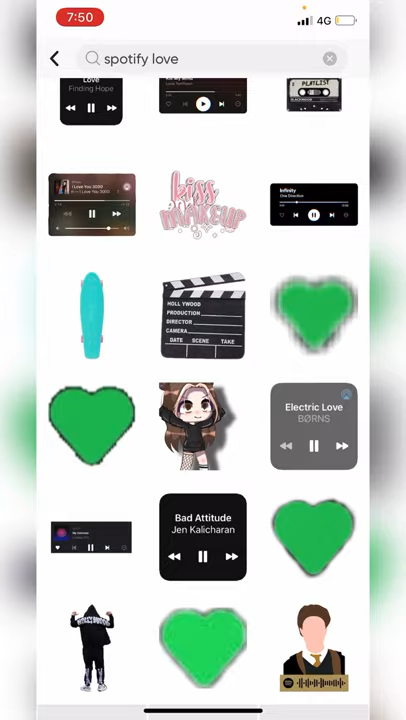 7:50
4G
spotify love
Love
Finding Hope
PLAYLIST
I Love You 3000
kiss
MAKEUP
Infinity
One Direction
HOLLYWOOD
PRODUCTION
DIRECTOR
CAMERA
DATE SCENE TAKE
Electric Love
BØRNS
Bad Attitude
Jen Kalicharan